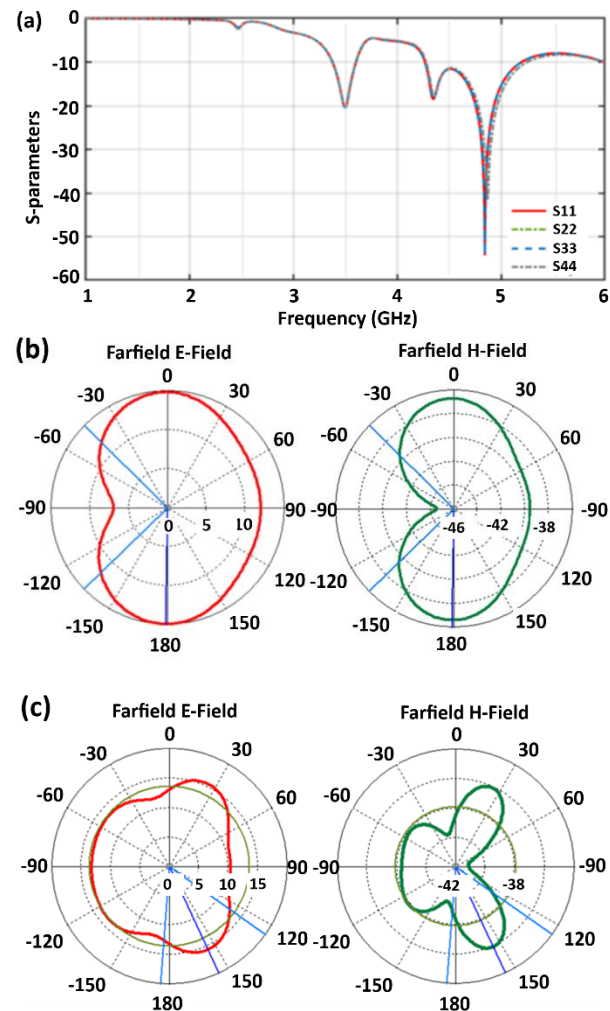 (a)
0
-10
-20
-30
-40
-50
-60
S-parameters
S11
S22
S33
S44
1 2 3 4 5 6
Frequency (GHz)
(b)
Farfield E-Field
0
-30 30
-60 60
-90 0 5 10 90
-120 120
-150 150
180
Farfield H-Field
0
-30 30
-60 60
-90 -46 -42 -38 -90
-120 120
-150 150
180
(c)
Farfield E-Field
0
-30 30
-60 60
-90 0 5 10 15 90
-120 120
-150 150
180
Farfield H-Field
0
-30 30
-60 60
-90 -42 -38 90
-120 120
-150 150
180